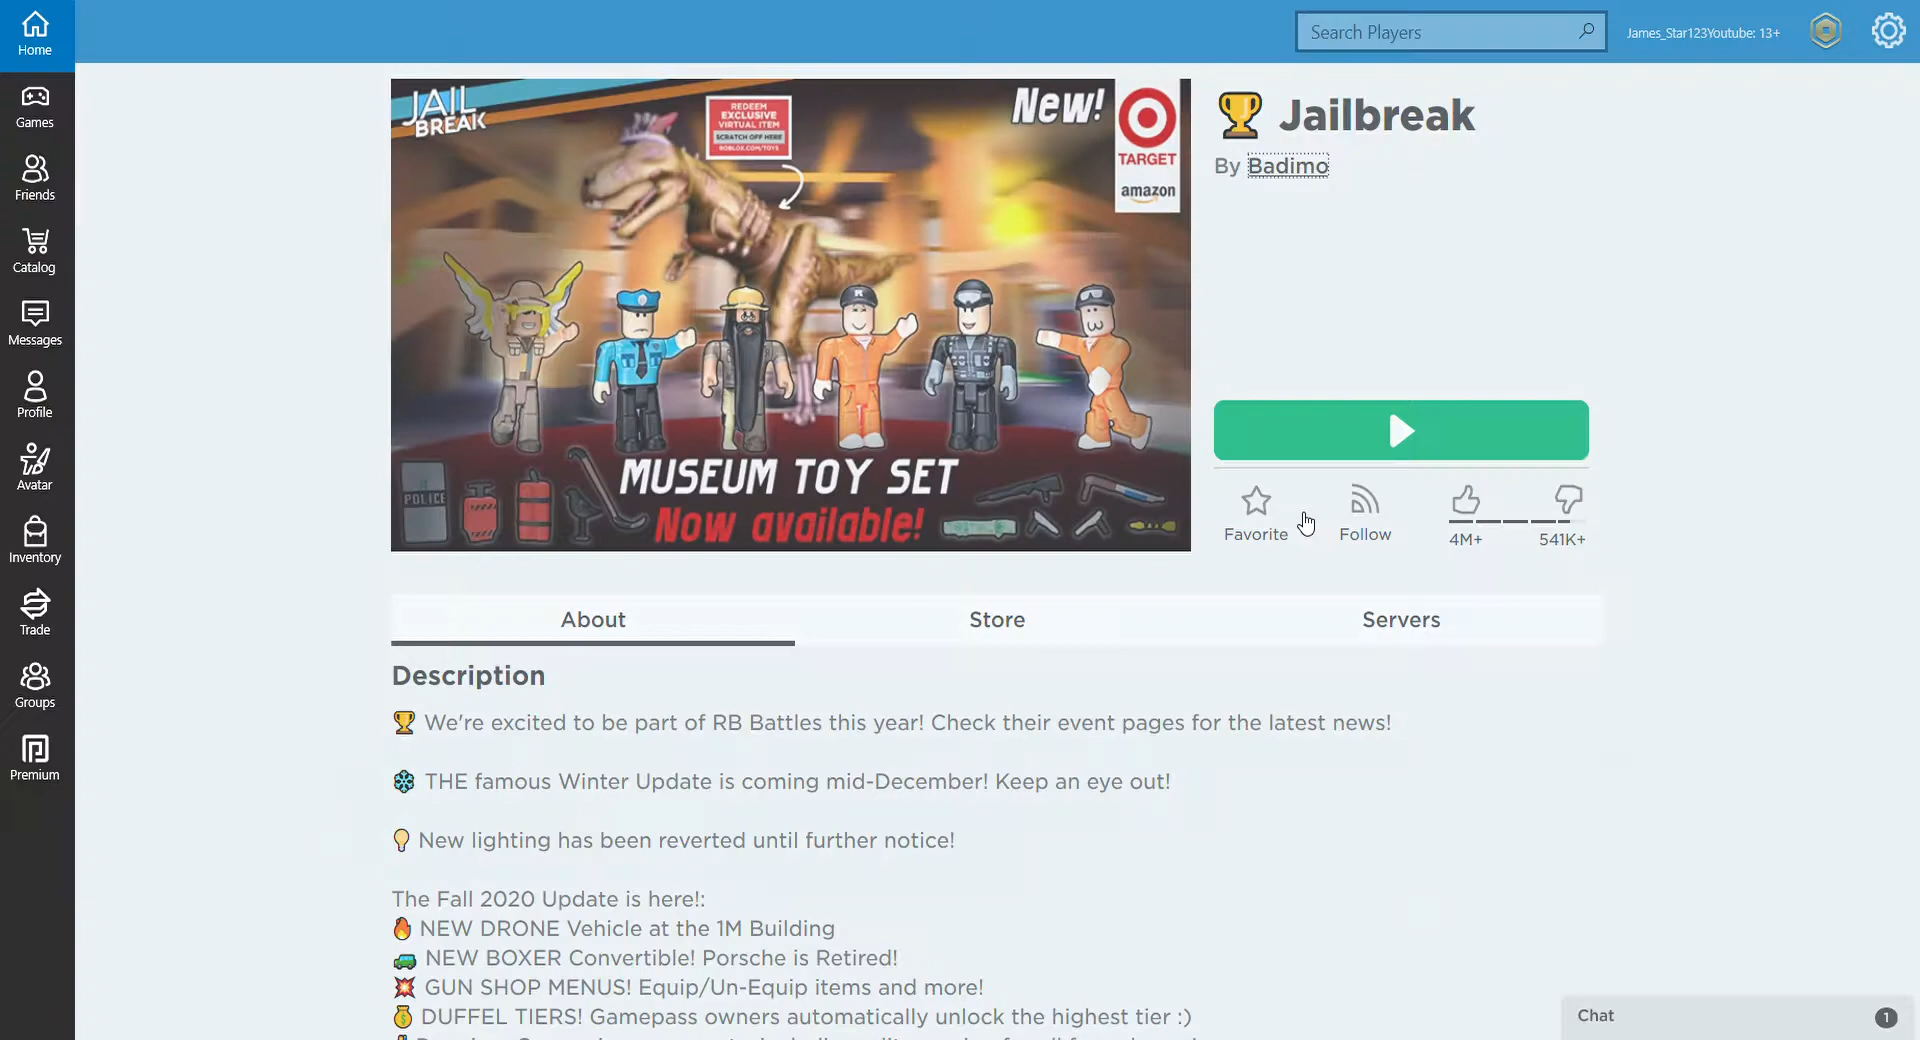 Home
Games
Friends
Catalog
Messages
Profile
Avatar
Inventory
Trade
Groups
Premium
Search Players
James_Star123Youtube: 13+
JAIL
BREAK
REDEEM
EXCLUSIVE
VIRTUAL ITEM
SCRATCH OFF HERE
ROBLOX.COM/TOYS
New!
TARGET
amazon
R
POLICE
MUSEUM TOY SET
Now available!
🏆 Jailbreak
By Badimo
Favorite
Follow
4M+
541K+
About
Store
Servers
Description
🏆 We're excited to be part of RB Battles this year! Check their event pages for the latest news!
❄ THE famous Winter Update is coming mid-December! Keep an eye out!
💡 New lighting has been reverted until further notice!
The Fall 2020 Update is here!:
🔥 NEW DRONE Vehicle at the 1M Building
🚙 NEW BOXER Convertible! Porsche is Retired!
💥 GUN SHOP MENUS! Equip/Un-Equip items and more!
💰 DUFFEL TIERS! Gamepass owners automatically unlock the highest tier :)
Chat
1